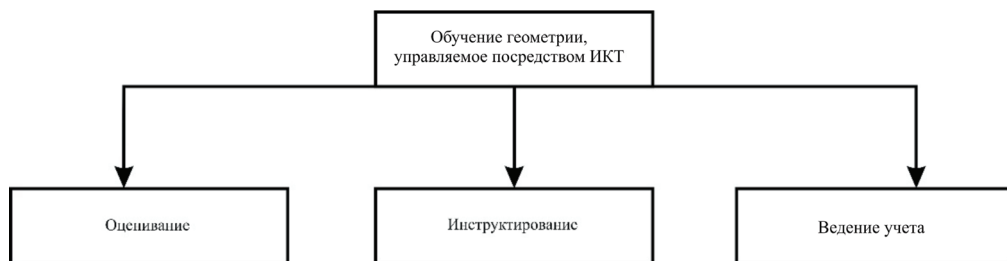 Обучение геометрии,
управляемое посредством ИКТ
Оценивание
Инструктирование
Ведение учета